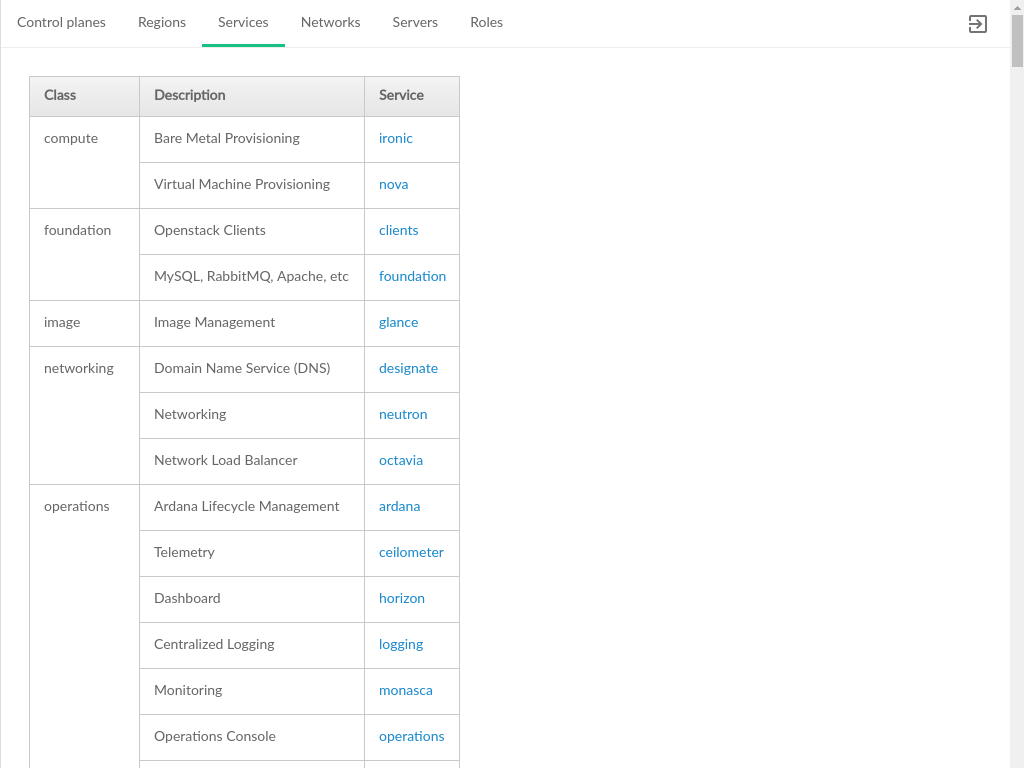 Control planes Regions Services Networks Servers Roles
Class Description Service
compute Bare Metal Provisioning ironic
Virtual Machine Provisioning nova
foundation Openstack Clients clients
MySQL, RabbitMQ, Apache, etc foundation
image Image Management glance
networking Domain Name Service (DNS) designate
Networking neutron
Network Load Balancer octavia
operations Ardana Lifecycle Management ardana
Telemetry ceilometer
Dashboard horizon
Centralized Logging logging
Monitoring monasca
Operations Console operations